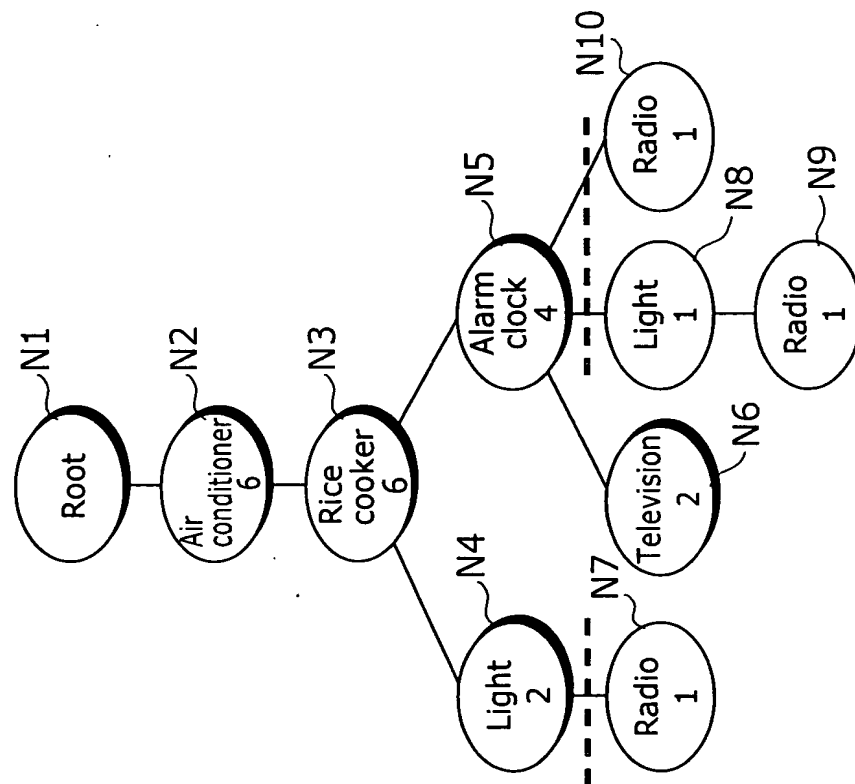 Root
N1
Air
conditioner
6
N2
Rice
cooker
6
N3
Light
2
N4
Alarm
clock
4
N5
Radio
1
N7
Television
2
N6
Light
1
N8
Radio
1
N10
Radio
1
N9